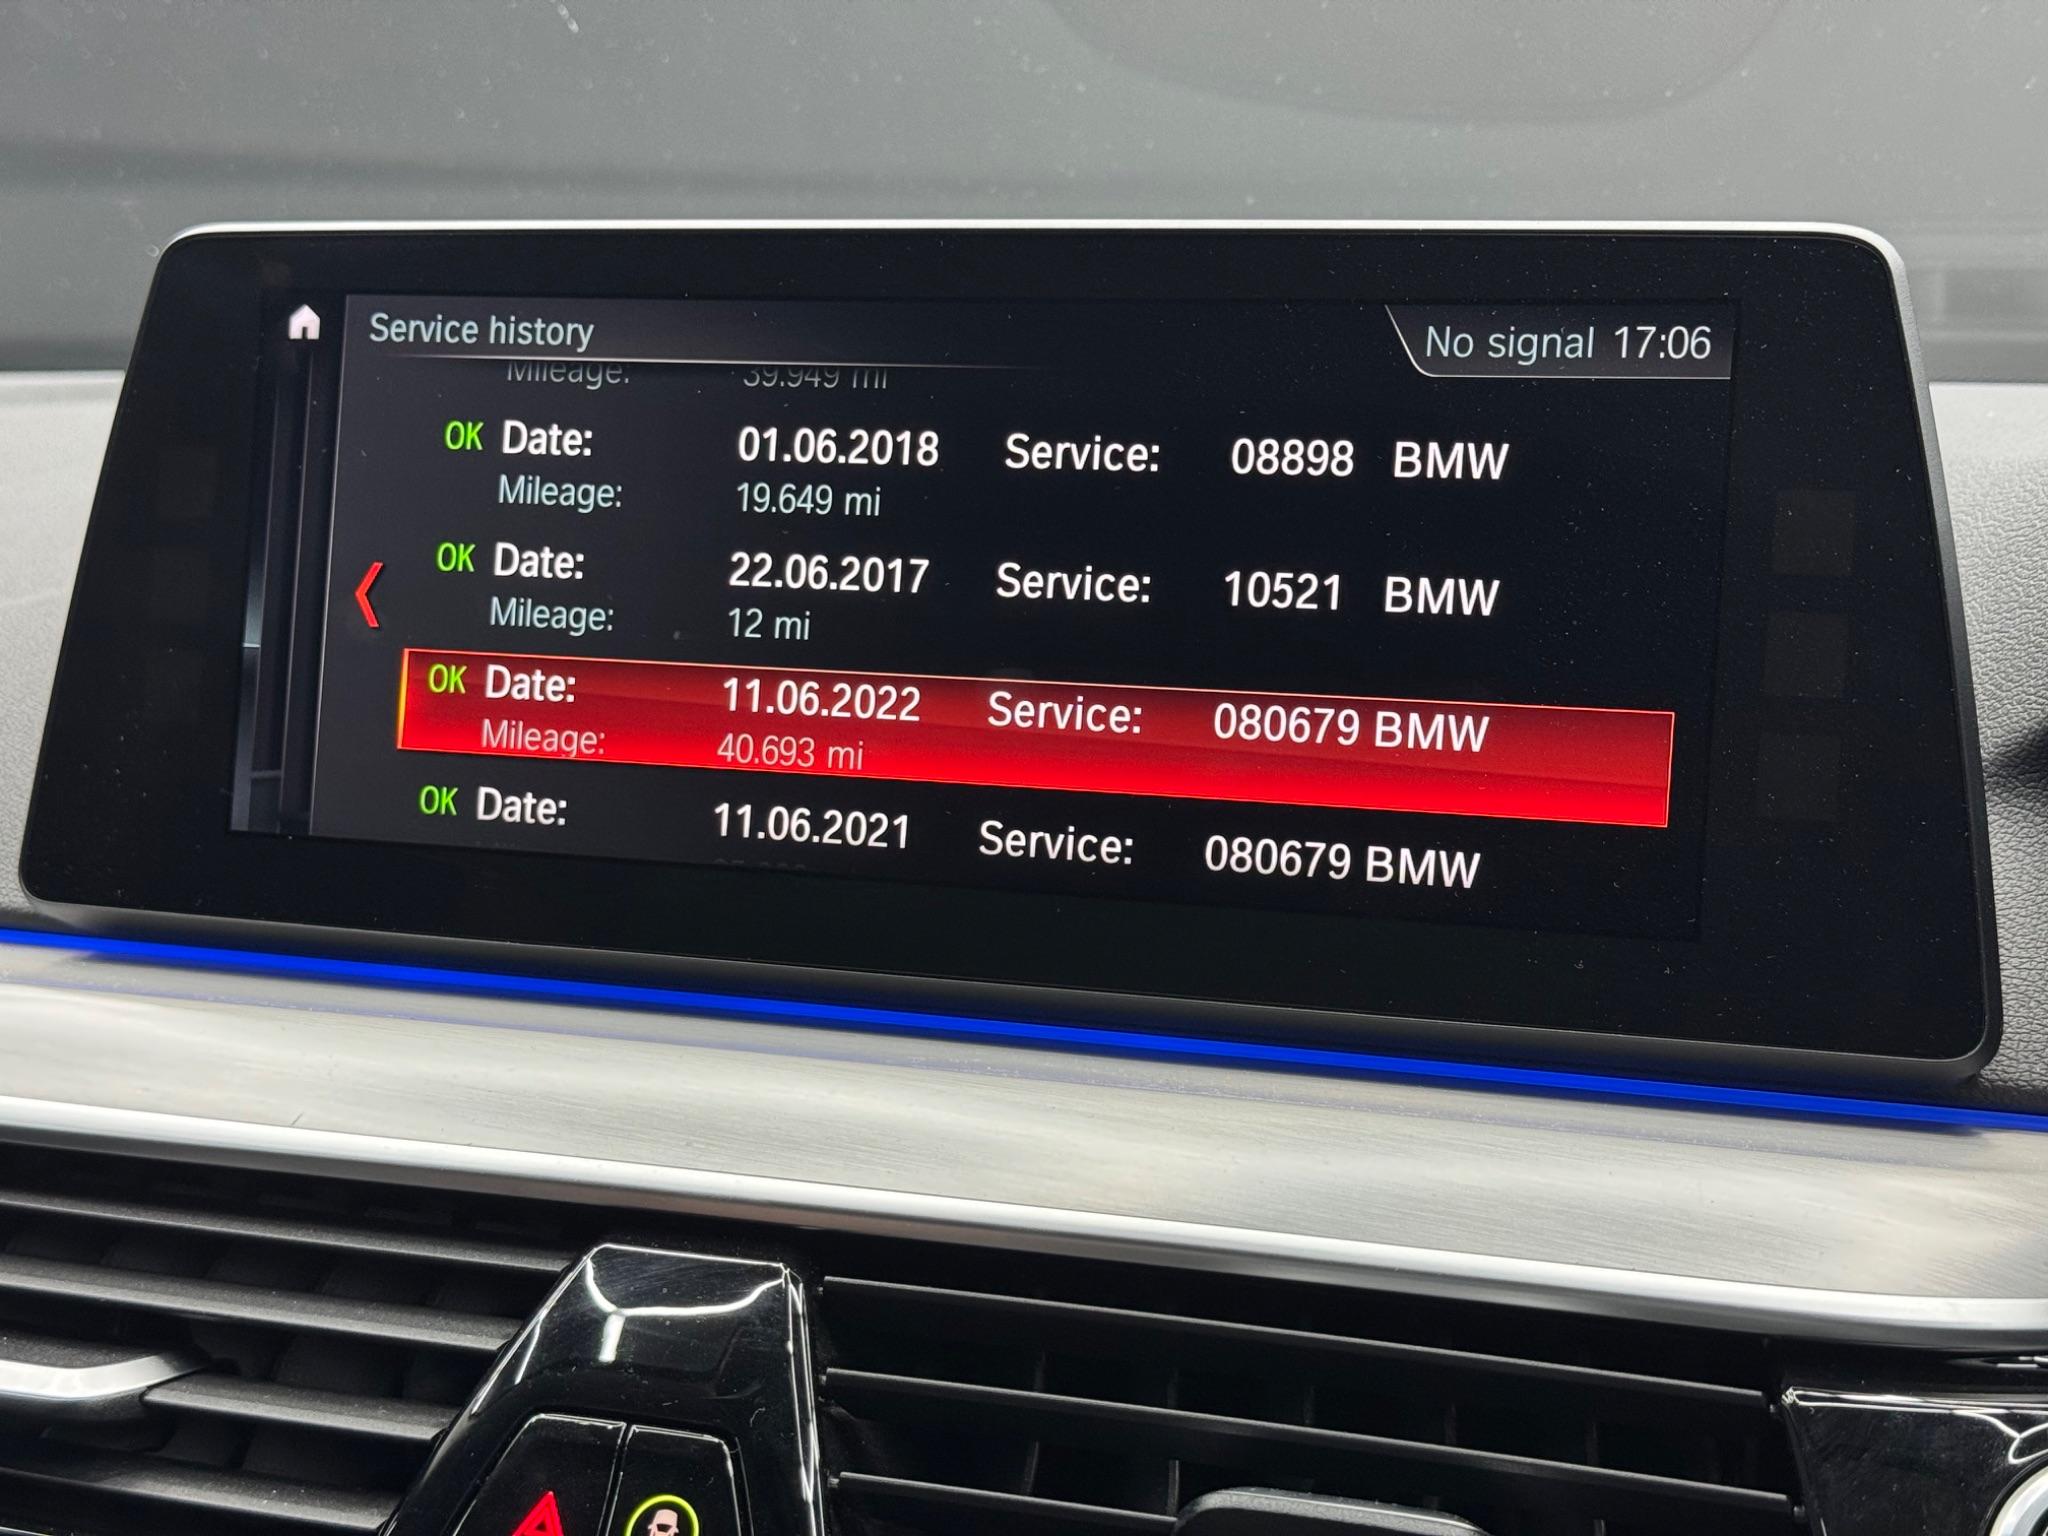 Service history
No signal 17:06
Mileage: 39.949 mi
OK Date: 01.06.2018 Service: 08898 BMW
Mileage: 19.649 mi
OK Date: 22.06.2017 Service: 10521 BMW
Mileage: 12 mi
OK Date: 11.06.2022 Service: 080679 BMW
Mileage: 40.693 mi
OK Date: 11.06.2021 Service: 080679 BMW